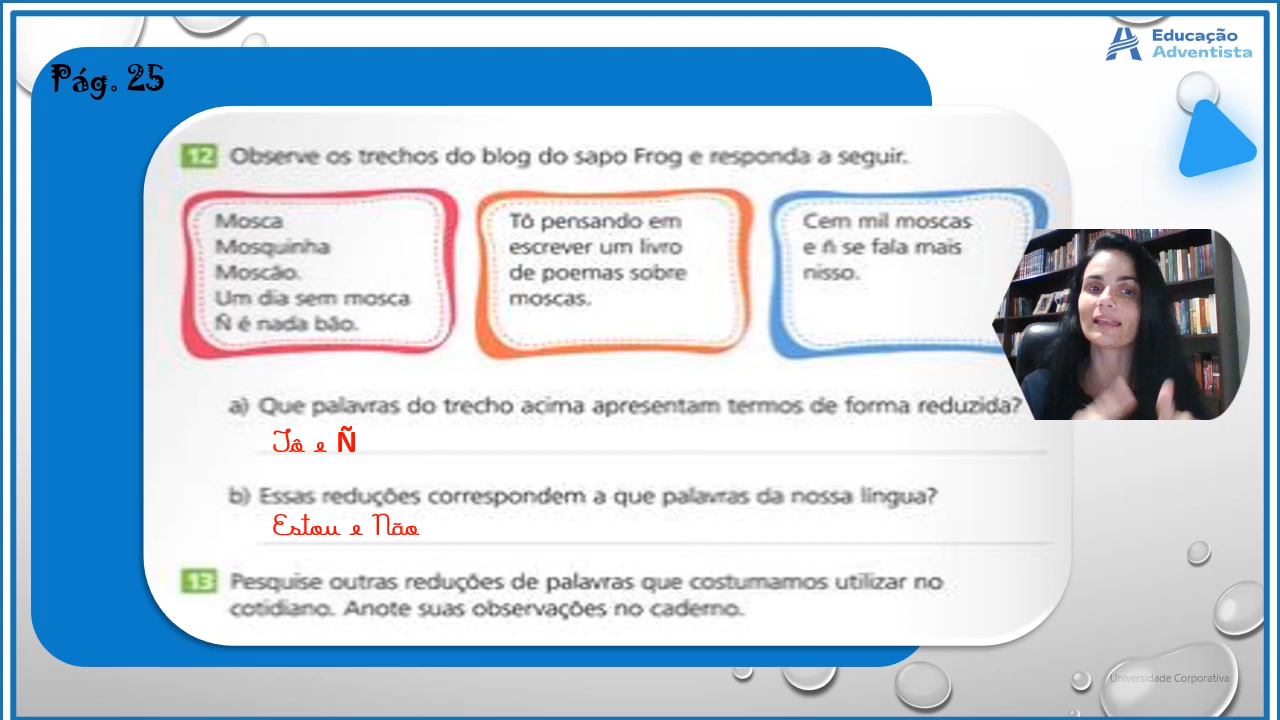 Pág. 25
Educação
Adventista
12 Observe os trechos do blog do sapo Frog e responda a seguir.
Mosca
Mosquinha
Moscão.
Um dia sem mosca
Ñ é nada bão.
Tô pensando em
escrever um livro
de poemas sobre
moscas.
Cem mil moscas
e ñ se fala mais
nisso.
a) Que palavras do trecho acima apresentam termos de forma reduzida?
Tô e Ñ
b) Essas reduções correspondem a que palavras da nossa língua?
Estou e Não
13 Pesquise outras reduções de palavras que costumamos utilizar no
cotidiano. Anote suas observações no caderno.
Universidade Corporativa